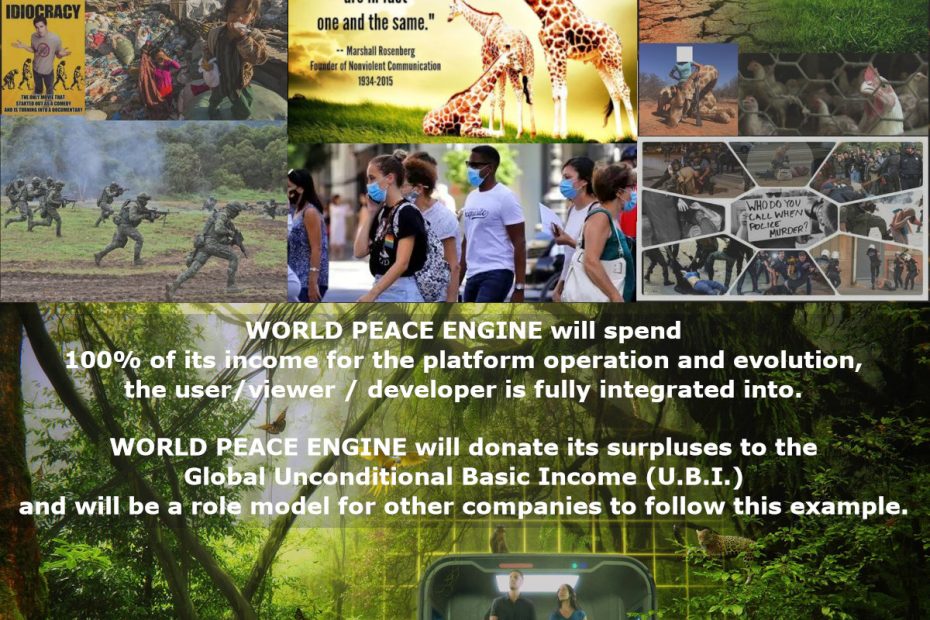 IDIOCRACY
THE ONLY MOVIE THAT
STARTED OUT AS A COMEDY
AND IS TURNING INTO A DOCUMENTARY
are in fact
one and the same."
-- Marshall Rosenberg
Founder of Nonviolent Communication
1934-2015
WHO DO YOU
CALL WHEN
POLICE
MURDER?
WORLD PEACE ENGINE will spend
100% of its income for the platform operation and evolution,
the user/viewer / developer is fully integrated into.
WORLD PEACE ENGINE will donate its surpluses to the
Global Unconditional Basic Income (U.B.I.)
and will be a role model for other companies to follow this example.